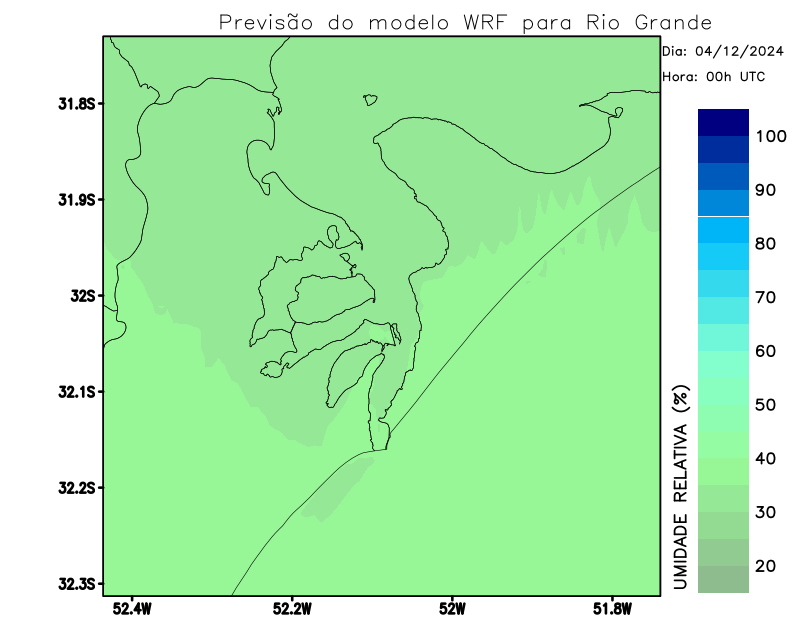 Previsão do modelo WRF para Rio Grande
Dia: 04/12/2024
Hora: 00h UTC
31.8S
31.9S
32S
32.1S
32.2S
32.3S
52.4W
52.2W
52W
51.8W
100
90
80
70
60
50
40
30
20
UMIDADE RELATIVA (%)